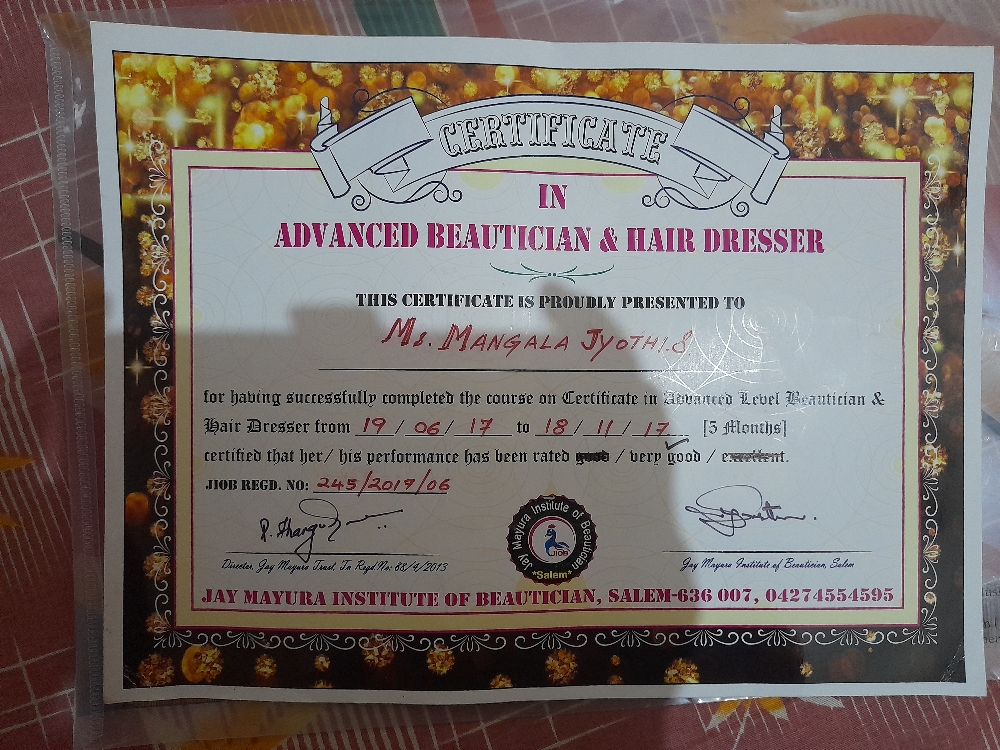 CERTIFICATE
IN
ADVANCED BEAUTICIAN & HAIR DRESSER
THIS CERTIFICATE IS PROUDLY PRESENTED TO
Ms. MANGALA JYOTHI.S
for having successfully completed the course on Certificate in Advanced Level Beautician &
Hair Dresser from 19 / 06 / 17 to 18 / 11 / 17 [5 Months]
certified that her/ his performance has been rated good / very good / excellent.
JIOB REGD. NO: 245/2017/06
Director, Jay Mayura Trust, Tn Regd No: 88/4/2013
Jay Mayura Institute of Beautician, Salem
Jay Mayura Institute of Beautician
JIOB
*Salem*
JAY MAYURA INSTITUTE OF BEAUTICIAN, SALEM-636 007, 04274554595